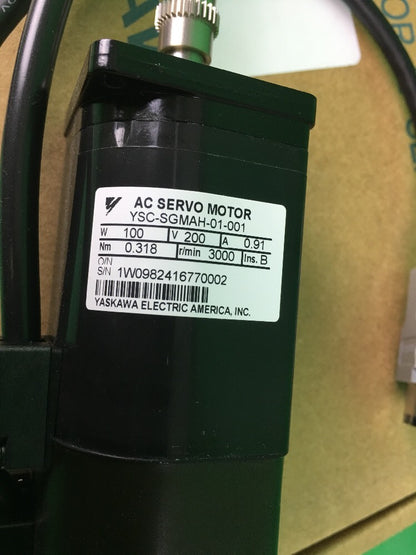 AC SERVO MOTOR
YSC-SGMAH-01-001
W 100 V 200 A 0.91
Nm 0.318 r/min 3000 Ins. B
O/N
S/N 1W0982416770002
YASKAWA ELECTRIC AMERICA, INC.